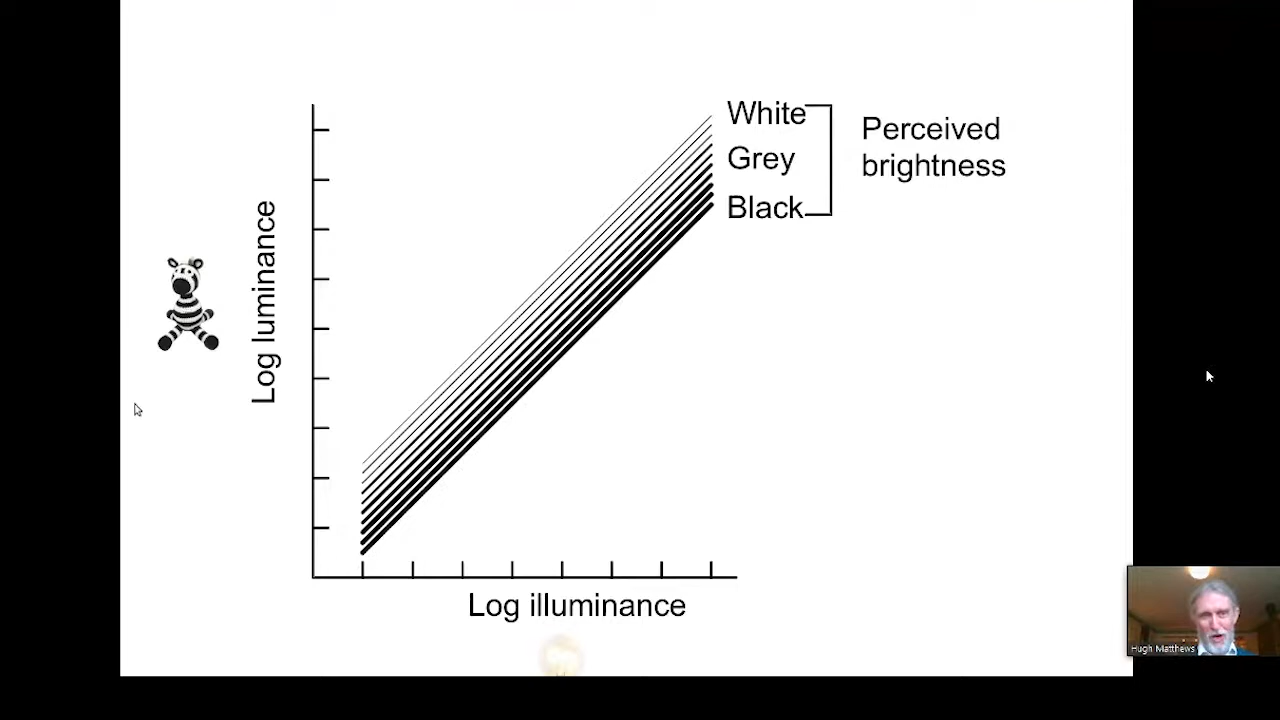 White
Grey
Black
Perceived
brightness
Log luminance
Log illuminance
Hugh Matthews